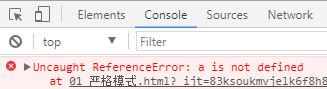 Elements Console Sources Network
top Filter
Uncaught ReferenceError: a is not defined
at 01 严格模式.html?_ijt=83ksoukmvjelk6f8h8